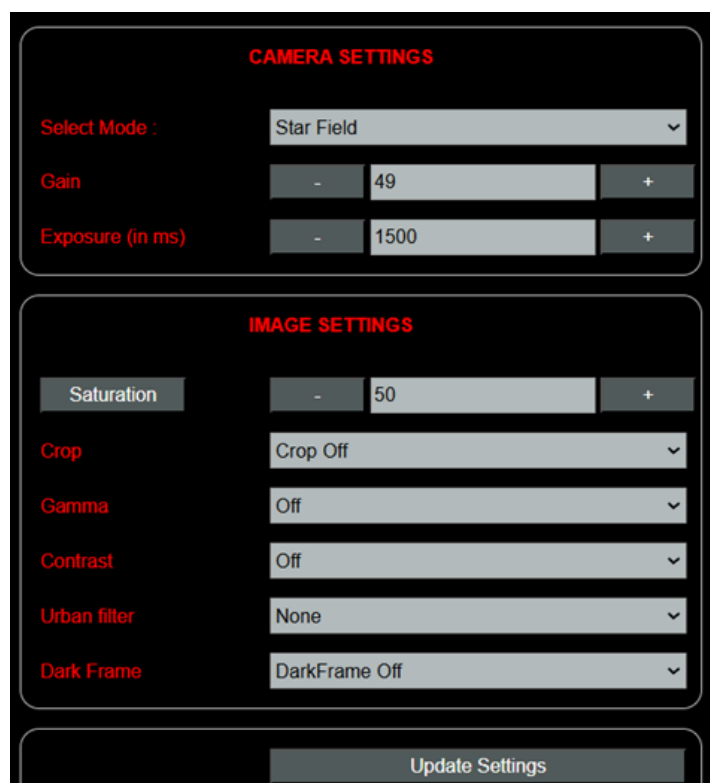 CAMERA SETTINGS
Select Mode : Star Field
Gain - 49 +
Exposure (in ms) - 1500 +
IMAGE SETTINGS
Saturation - 50 +
Crop Crop Off
Gamma Off
Contrast Off
Urban filter None
Dark Frame DarkFrame Off
Update Settings